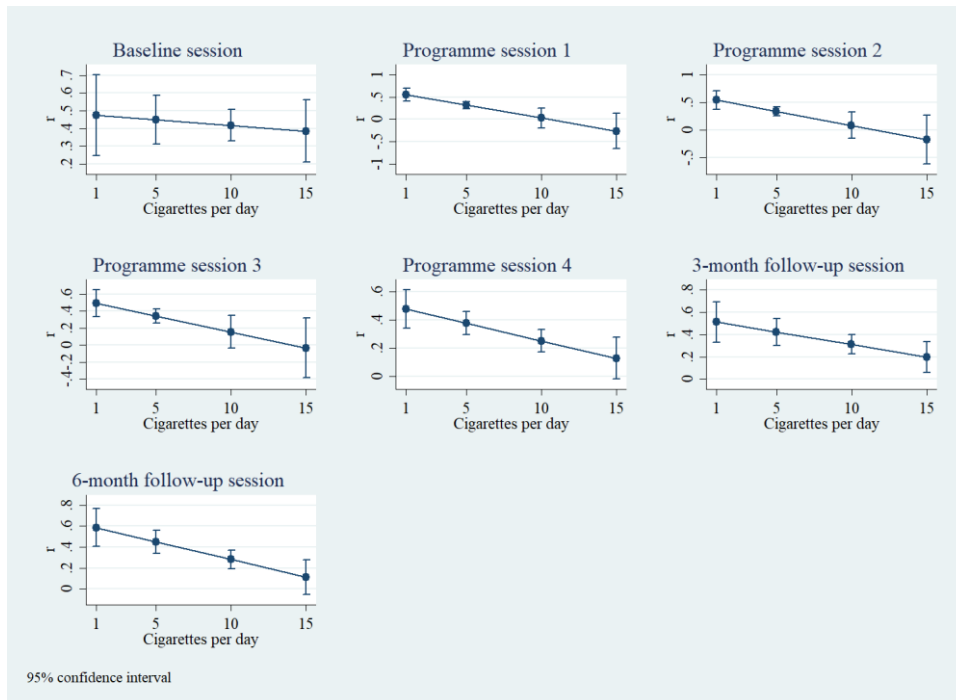 Baseline session
r
.2 .3 .4 .5 .6 .7
1 5 10 15
Cigarettes per day
Programme session 1
r
-1 -.5 0 .5 1
1 5 10 15
Cigarettes per day
Programme session 2
r
-.5 0 .5 1
1 5 10 15
Cigarettes per day
Programme session 3
r
-.4 -.2 0 .2 .4 .6
1 5 10 15
Cigarettes per day
Programme session 4
r
0 .2 .4 .6
1 5 10 15
Cigarettes per day
3-month follow-up session
r
0 .2 .4 .6 .8
1 5 10 15
Cigarettes per day
6-month follow-up session
r
0 .2 .4 .6 .8
1 5 10 15
Cigarettes per day
95% confidence interval